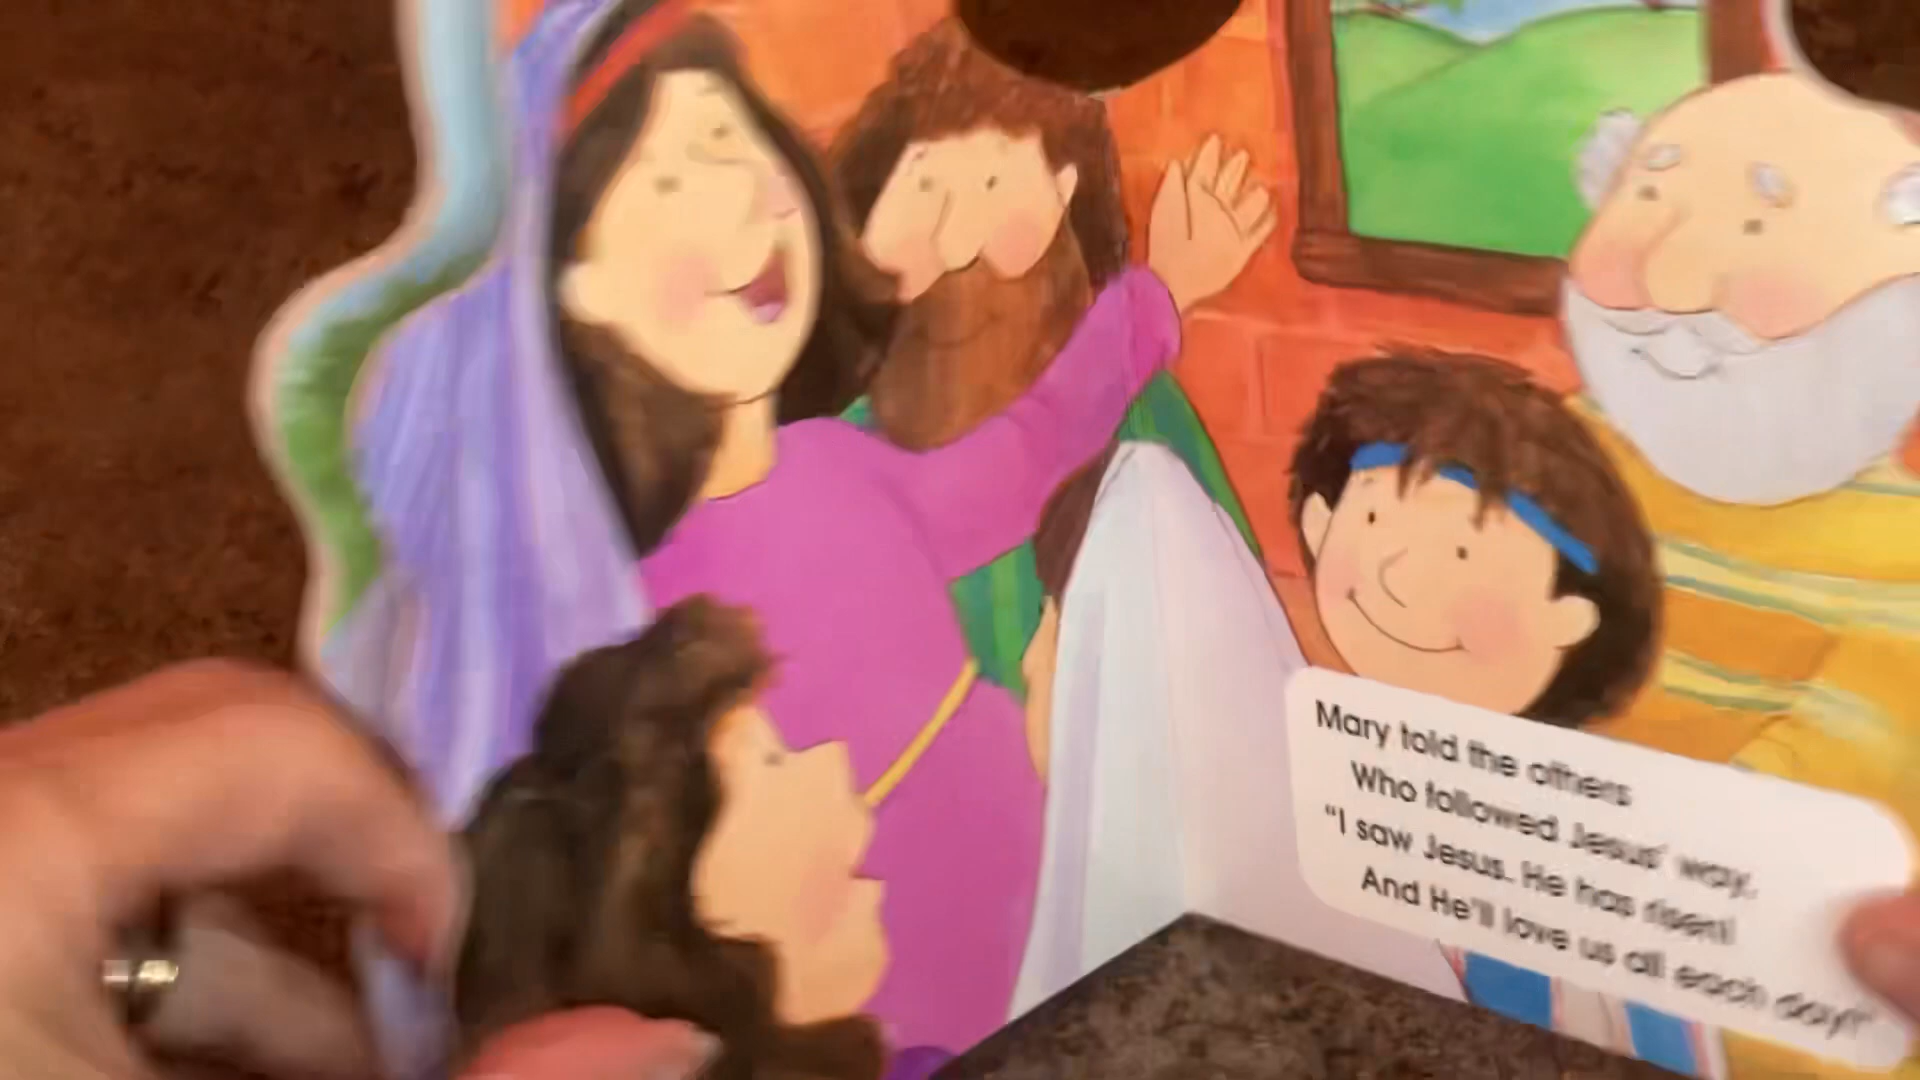 Mary told the others
Who followed Jesus' way,
"I saw Jesus. He has risen!
And He'll love us all each day!"